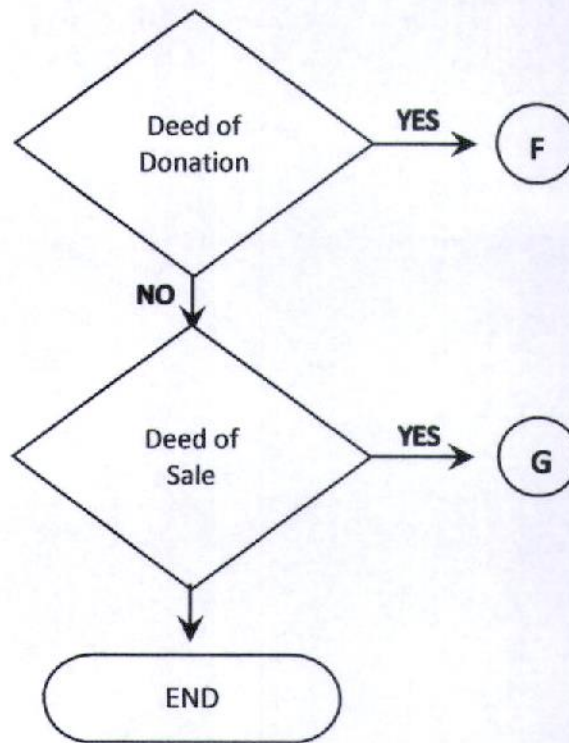 Deed of
Donation
YES
F
NO
Deed of
Sale
YES
G
END